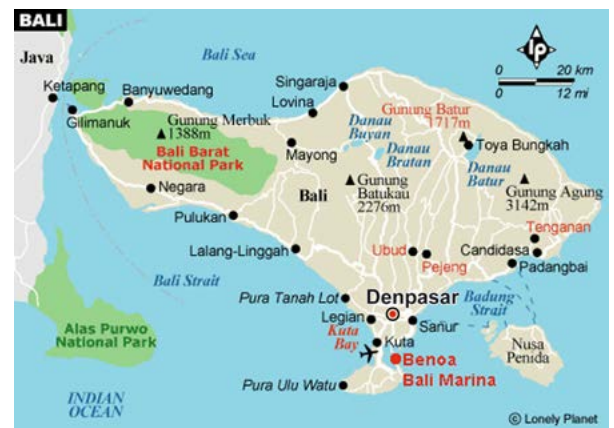 BALI
Java
Bali Sea
lp
0 20 km
0 12 mi
Ketapang
Banyuwedang
Singaraja
Lovina
Gilimanuk
Gunung Merbuk
1388m
Gunung Batur
1717m
Danau
Buyan
Danau
Bratan
Toya Bungkah
Bali Barat
National Park
Mayong
Danau
Batur
Negara
Bali
Gunung
Batukau
2276m
Gunung Agung
3142m
Pulukan
Tenganan
Lalang-Linggah
Ubud
Pejeng
Candidasa
Padangbai
Bali Strait
Pura Tanah Lot
Denpasar
Badung
Strait
Legian
Sanur
Kuta
Bay
Kuta
Nusa
Penida
Alas Purwo
National Park
Benoa
Bali Marina
Pura Ulu Watu
INDIAN
OCEAN
© Lonely Planet